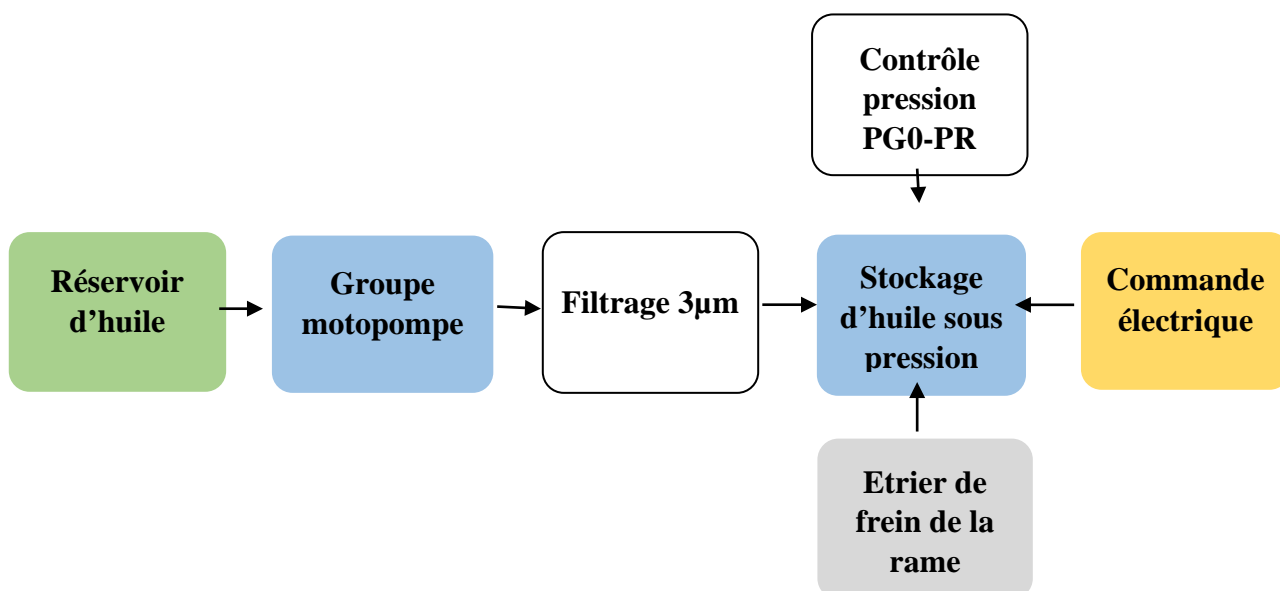 Contrôle
pression
PG0-PR
Réservoir
d’huile
Groupe
motopompe
Filtrage 3µm
Stockage
d’huile sous
pression
Commande
électrique
Etrier de
frein de la
rame